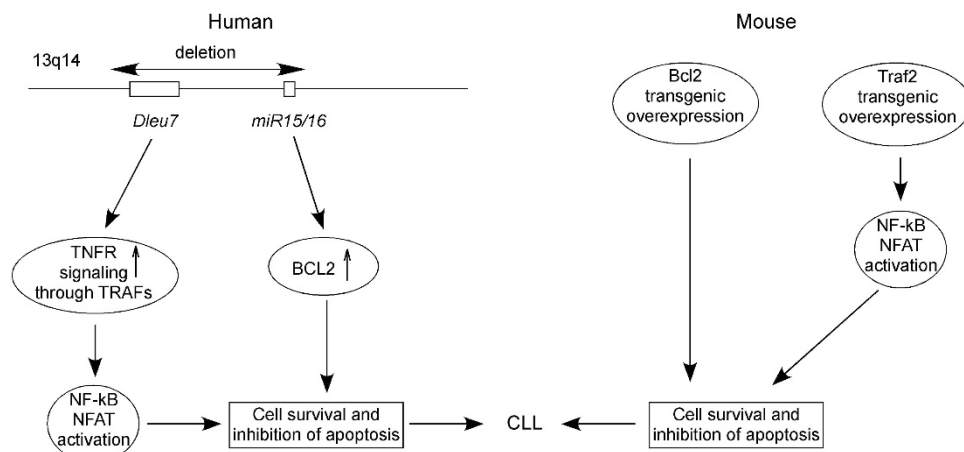 Human
Mouse
13q14
deletion
Dleu7
miR15/16
TNFR
signaling
through TRAFs
BCL2
NF-kB
NFAT
activation
Cell survival and
inhibition of apoptosis
CLL
Bcl2
transgenic
overexpression
Traf2
transgenic
overexpression
NF-kB
NFAT
activation
Cell survival and
inhibition of apoptosis